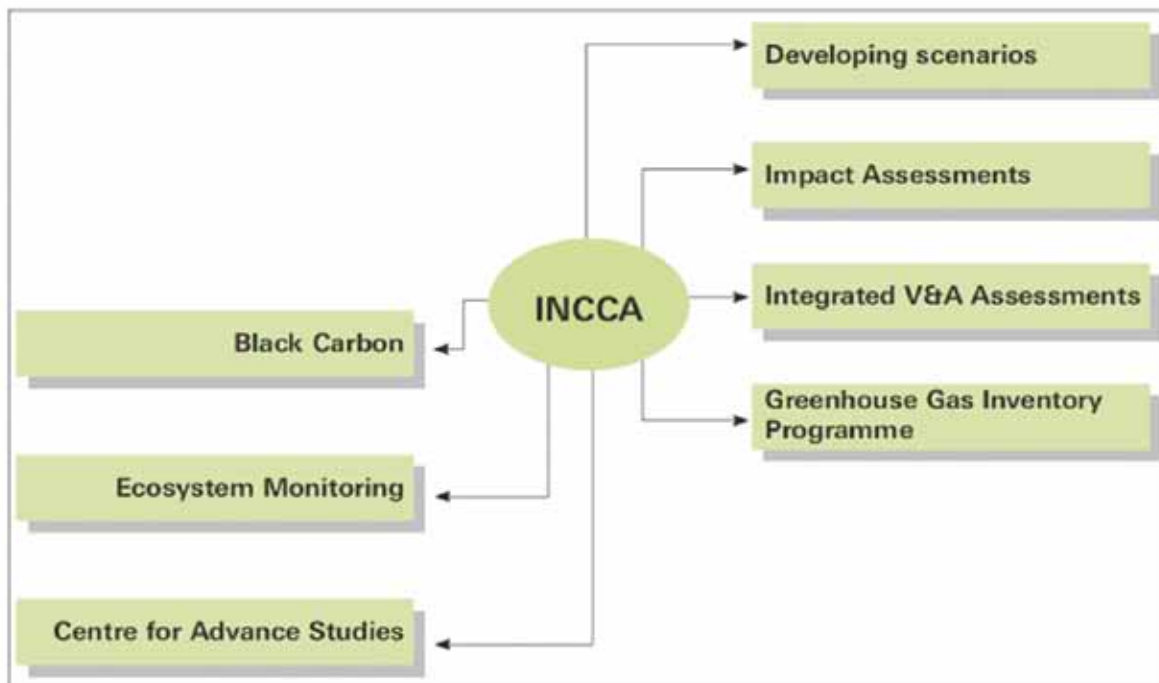 Developing scenarios
Impact Assessments
Integrated V&A Assessments
Greenhouse Gas Inventory
Programme
INCCA
Black Carbon
Ecosystem Monitoring
Centre for Advance Studies